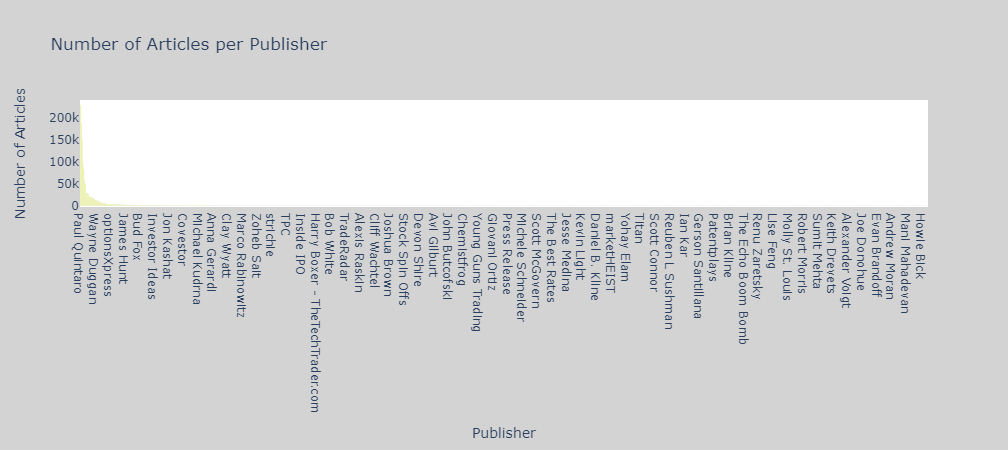 Number of Articles per Publisher
Number of Articles
200k
150k
100k
50k
0
Paul Quintaro
Wayne Duggan
optionsXpress
James Hunt
Bud Fox
Investor Ideas
Jon Kashat
Covestor
Michael Kudrna
Anna Gerardi
Clay Wyatt
Marco Rabinowitz
Zoheb Sait
strichle
TPC
Inside IPO
Harry Boxer - TheTechTrader.com
Bob White
TradeRadar
Alexis Raskin
Cliff Wachtel
Joshua Brown
Stock Spin Offs
Devon Shire
Avi Gilburt
John Butcofski
Chemistfrog
Young Guns Trading
Giovani Ortiz
Press Release
Michele Schneider
Scott McGovern
The Best Rates
Jesse Medina
Kevin Light
Daniel B. Kline
marketHEIST
Yohay Elam
Titan
Scott Connor
Reuben L Sushman
Ian Kar
Gerson Santillana
Patentplays
Brian Kline
The Echo Boom Bomb
Renu Zaretsky
Lise Feng
Molly St. Louis
Robert Morris
Sumit Mehta
Keith Drevets
Alexander Voigt
Joe Donohue
Evan Brandoff
Andrew Moran
Mani Mahadevan
Howie Bick
Publisher